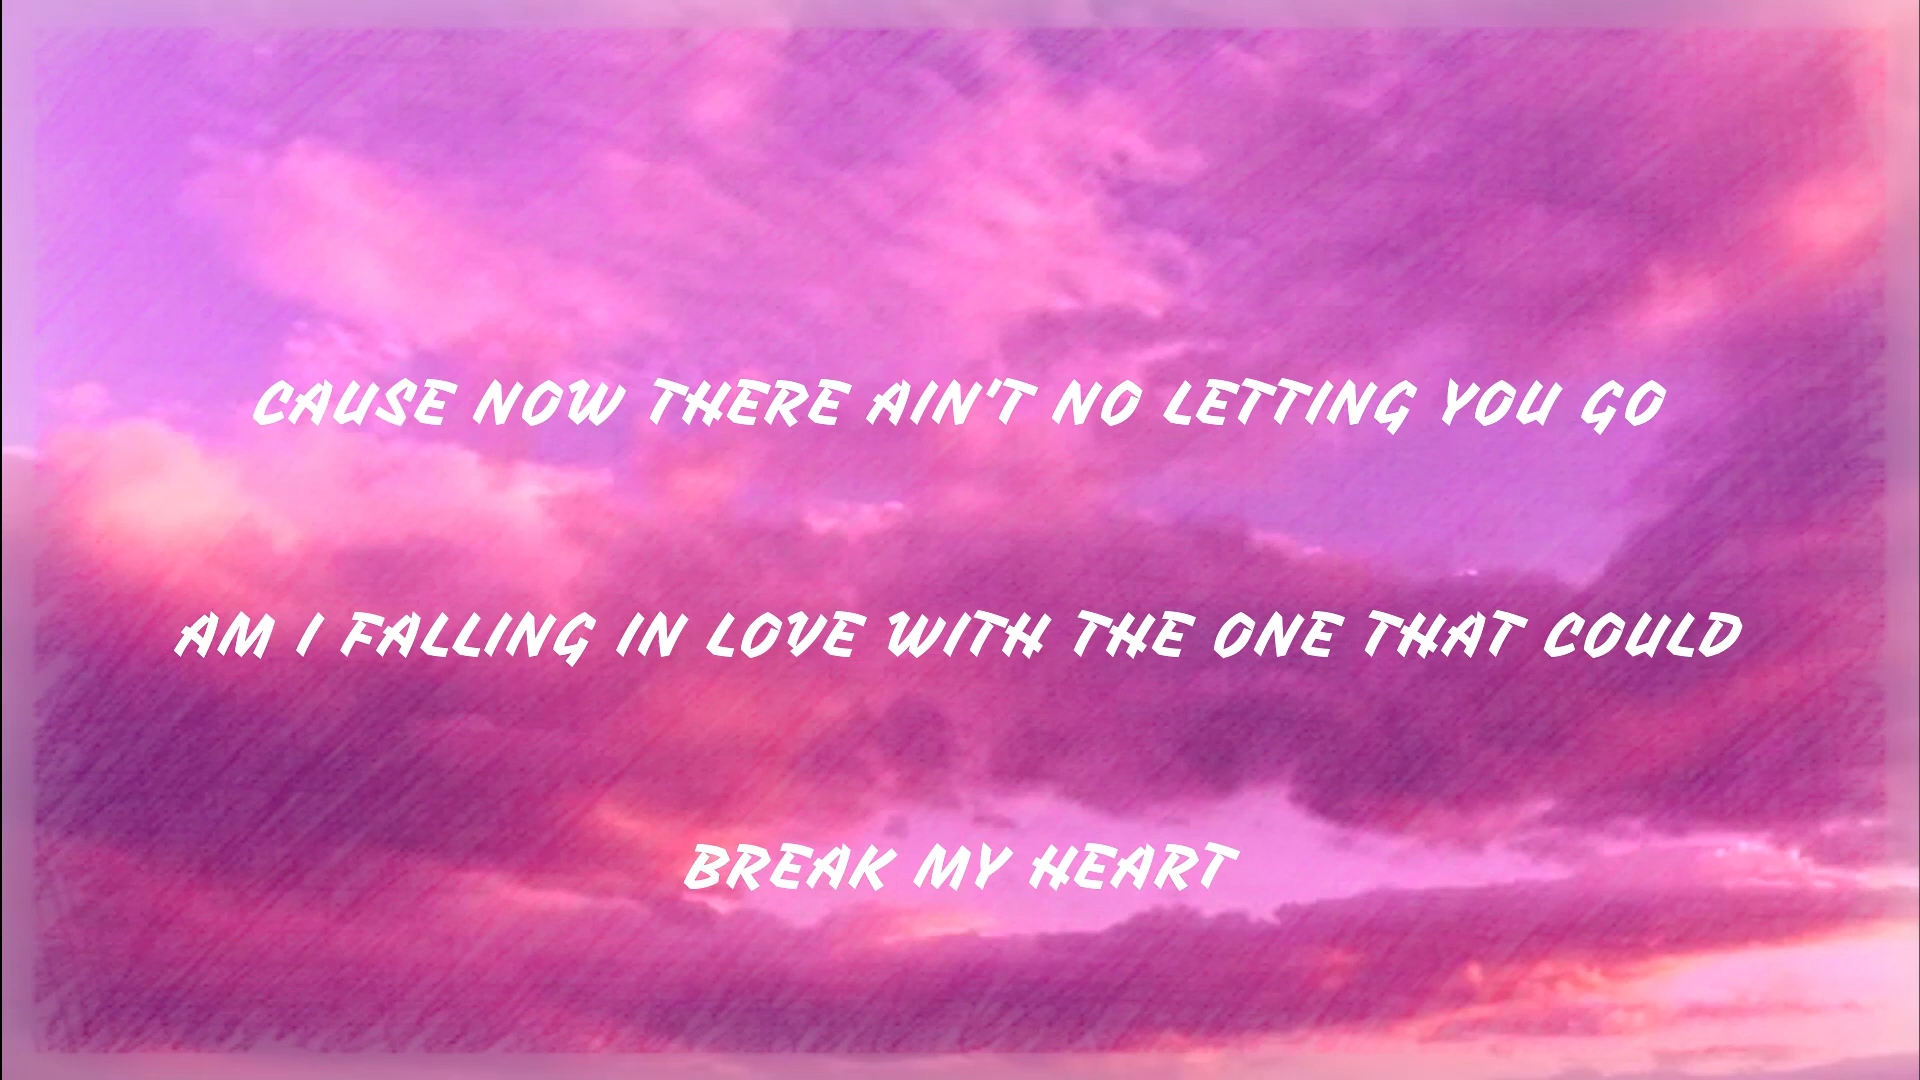 CAUSE NOW THERE AIN'T NO LETTING YOU GO
AM I FALLING IN LOVE WITH THE ONE THAT COULD
BREAK MY HEART